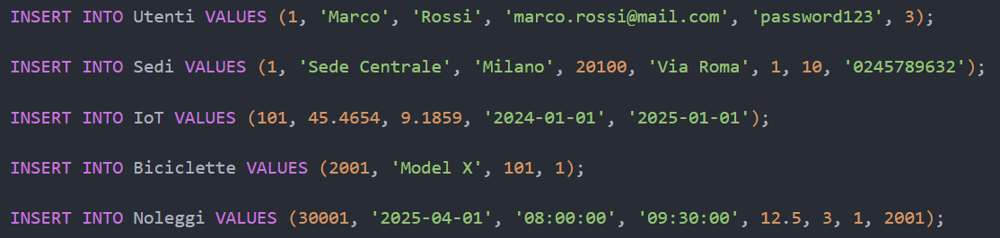 INSERT INTO Utenti VALUES (1, 'Marco', 'Rossi', 'marco.rossi@mail.com', 'password123', 3);
INSERT INTO Sedi VALUES (1, 'Sede Centrale', 'Milano', 20100, 'Via Roma', 1, 10, '0245789632');
INSERT INTO IoT VALUES (101, 45.4654, 9.1859, '2024-01-01', '2025-01-01');
INSERT INTO Biciclette VALUES (2001, 'Model X', 101, 1);
INSERT INTO Noleggi VALUES (30001, '2025-04-01', '08:00:00', '09:30:00', 12.5, 3, 1, 2001);